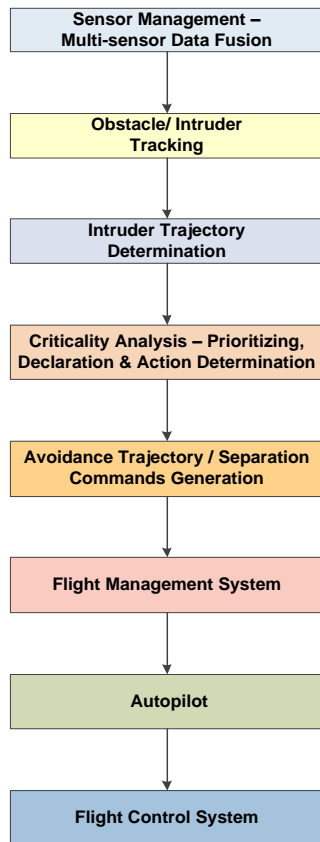 Sensor Management –
Multi-sensor Data Fusion
Obstacle/ Intruder
Tracking
Intruder Trajectory
Determination
Criticality Analysis – Prioritizing,
Declaration & Action Determination
Avoidance Trajectory / Separation
Commands Generation
Flight Management System
Autopilot
Flight Control System